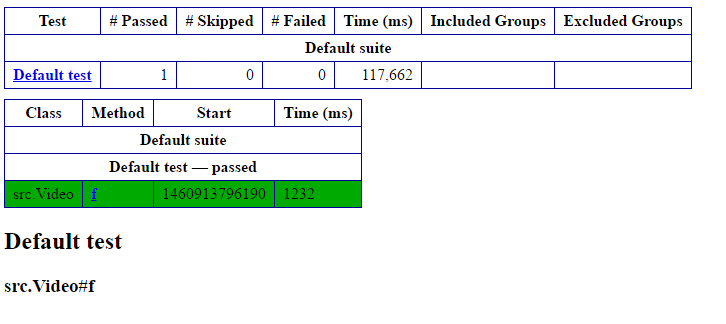 Test # Passed # Skipped # Failed Time (ms) Included Groups Excluded Groups
Default suite
Default test 1 0 0 117,662
Class Method Start Time (ms)
Default suite
Default test — passed
src.Video f 1460913796190 1232
Default test
src.Video#f